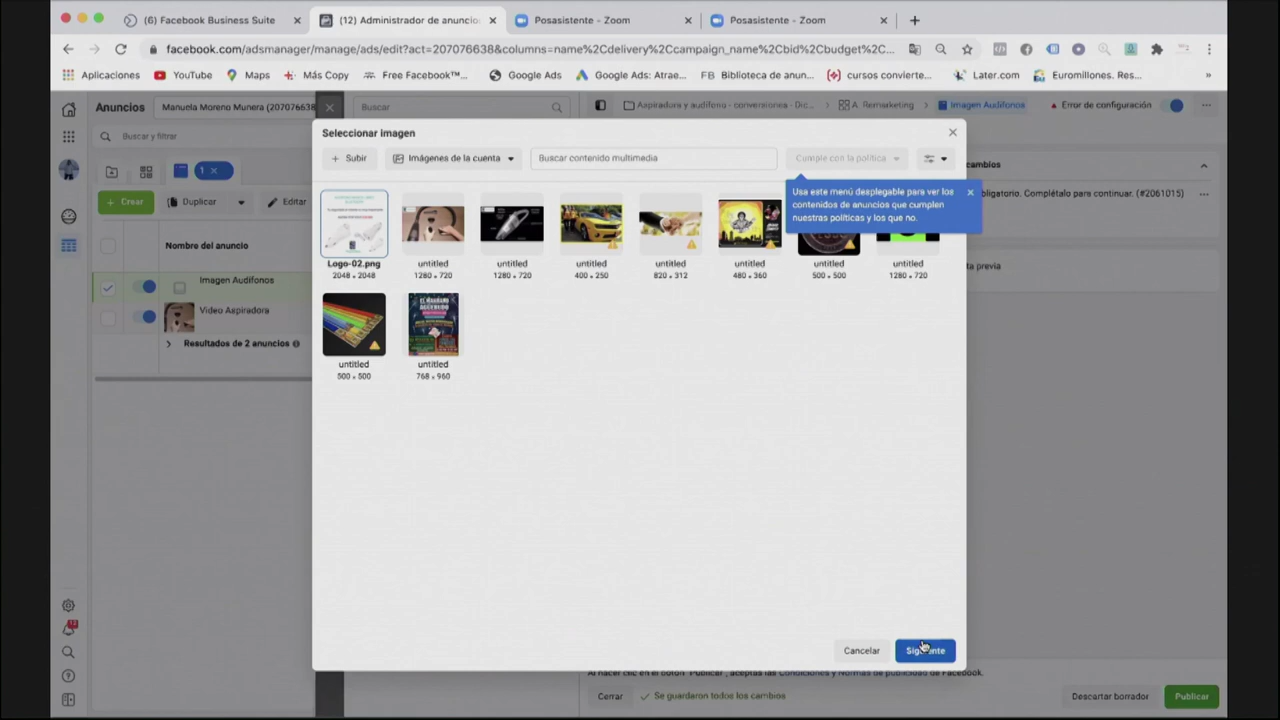 (6) Facebook Business Suite
(12) Administrador de anuncios
Posasistente - Zoom
Posasistente - Zoom
facebook.com/adsmanager/manage/ads/edit?act=207076638&columns=name%2Cdelivery%2Ccampaign_name%2Cbid%2Cbudget%2C...
Aplicaciones
YouTube
Maps
Más Copy
Free Facebook™...
Google Ads
Google Ads: Atrae...
FB Biblioteca de anun...
cursos convierte...
Later.com
Euromillones. Res...
»
Anuncios
Manuela Moreno Munera (207076638
Buscar
Aspiradora y audífono - conversiones - Dic...
A. Remarketing
Imagen Audífonos
Error de configuración
Buscar y filtrar
1
Crear
Duplicar
Editar
Nombre del anuncio
Imagen Audífonos
Video Aspiradora
Resultados de 2 anuncios
Seleccionar imagen
+ Subir
Imágenes de la cuenta
Buscar contenido multimedia
Cumple con la política
Usa este menú desplegable para ver los
contenidos de anuncios que cumplen
nuestras políticas y los que no.
cambios
bligatorio. Complétalo para continuar. (#2061015)
ta previa
Logo-02.png
2048 × 2048
untitled
1280 × 720
untitled
1280 × 720
untitled
400 × 250
untitled
820 × 312
untitled
480 × 360
untitled
500 × 500
untitled
1280 × 720
untitled
500 × 500
untitled
768 × 960
Cancelar
Siguiente
Al hacer clic en el botón "Publicar", aceptas las Condiciones y Normas de publicidad de Facebook.
Cerrar
Se guardaron todos los cambios
Descartar borrador
Publicar